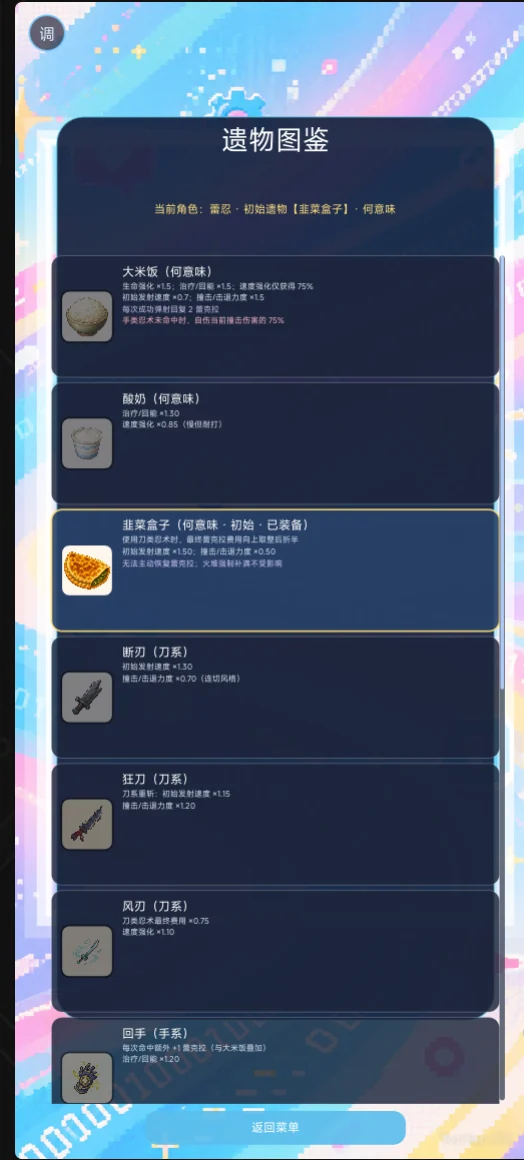 调
遗物图鉴
当前角色：蕾忍 · 初始遗物【韭菜盒子】· 何意味
大米饭（何意味）
生命强化 ×1.5；治疗/回能 ×1.5；速度强化仅获得 75%
初始发射速度 ×0.7；撞击/击退力度 ×1.5
每次成功弹射回复 2 雷克拉
手类忍术未命中时，自伤当前撞击伤害的 75%
酸奶（何意味）
治疗/回能 ×1.30
速度强化 ×0.85（慢但耐打）
韭菜盒子（何意味 · 初始 · 已装备）
使用刀类忍术时，最终雷克拉费用向上取整后折半
初始发射速度 ×1.50；撞击/击退力度 ×0.50
无法主动恢复雷克拉；火堆强制补满不受影响
断刃（刀系）
初始发射速度 ×1.30
撞击/击退力度 ×0.70（连切风格）
狂刀（刀系）
刀系重斩：初始发射速度 ×1.15
撞击/击退力度 ×1.20
风刃（刀系）
刀类忍术最终费用 ×0.75
速度强化 ×1.10
回手（手系）
每次命中额外 +1 雷克拉（与大米饭叠加）
治疗/回能 ×1.20
返回菜单